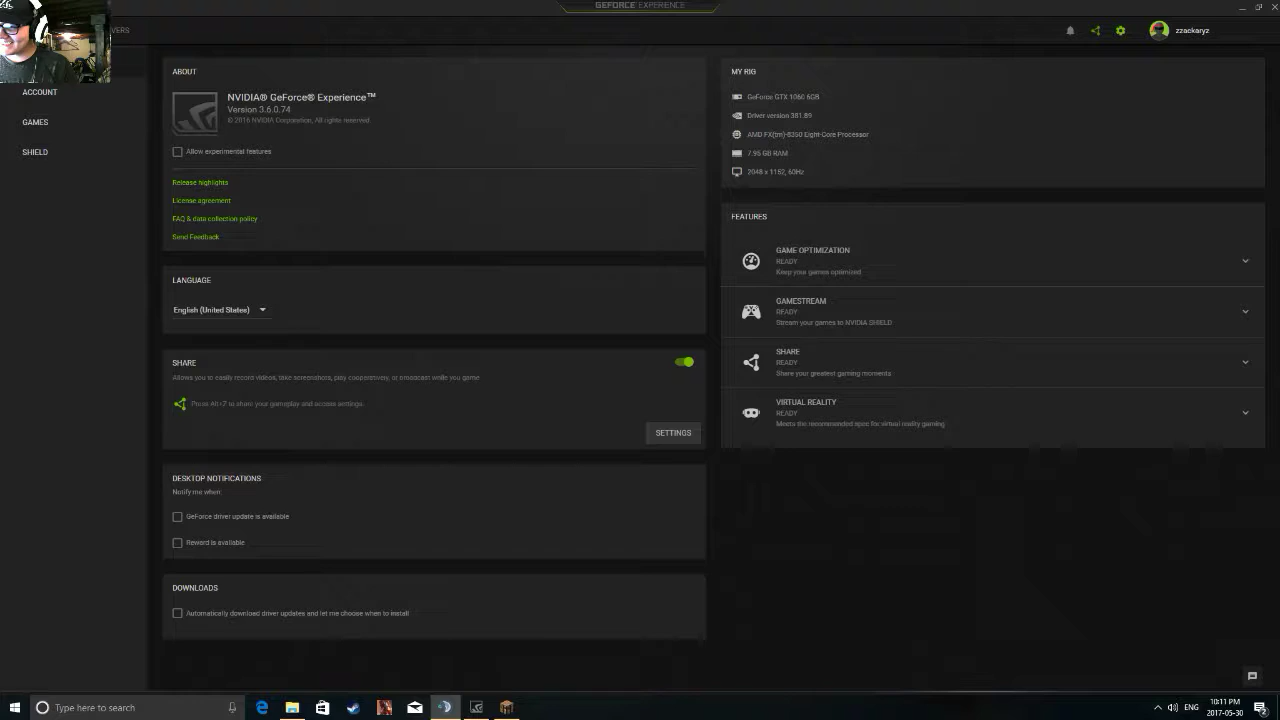 GEFORCE EXPERIENCE
VERS
zzackaryz
ACCOUNT
GAMES
SHIELD
ABOUT
NVIDIA® GeForce® Experience™
Version 3.6.0.74
© 2016 NVIDIA Corporation, All rights reserved
Allow experimental features
Release highlights
License agreement
FAQ & data collection policy
Send Feedback
LANGUAGE
English (United States)
SHARE
Allows you to easily record videos, take screenshots, play cooperatively, or broadcast while you game
Press Alt+Z to share your gameplay and access settings.
SETTINGS
DESKTOP NOTIFICATIONS
Notify me when:
GeForce driver update is available
Reward is available
DOWNLOADS
Automatically download driver updates and let me choose when to install
MY RIG
GeForce GTX 1060 6GB
Driver version 381.89
AMD FX(tm)-8350 Eight-Core Processor
7.95 GB RAM
2048 x 1152, 60Hz
FEATURES
GAME OPTIMIZATION
READY
Keep your games optimized
GAMESTREAM
READY
Stream your games to NVIDIA SHIELD
SHARE
READY
Share your greatest gaming moments
VIRTUAL REALITY
READY
Meets the recommended spec for virtual reality gaming
Type here to search
ENG
10:11 PM
2017-05-30